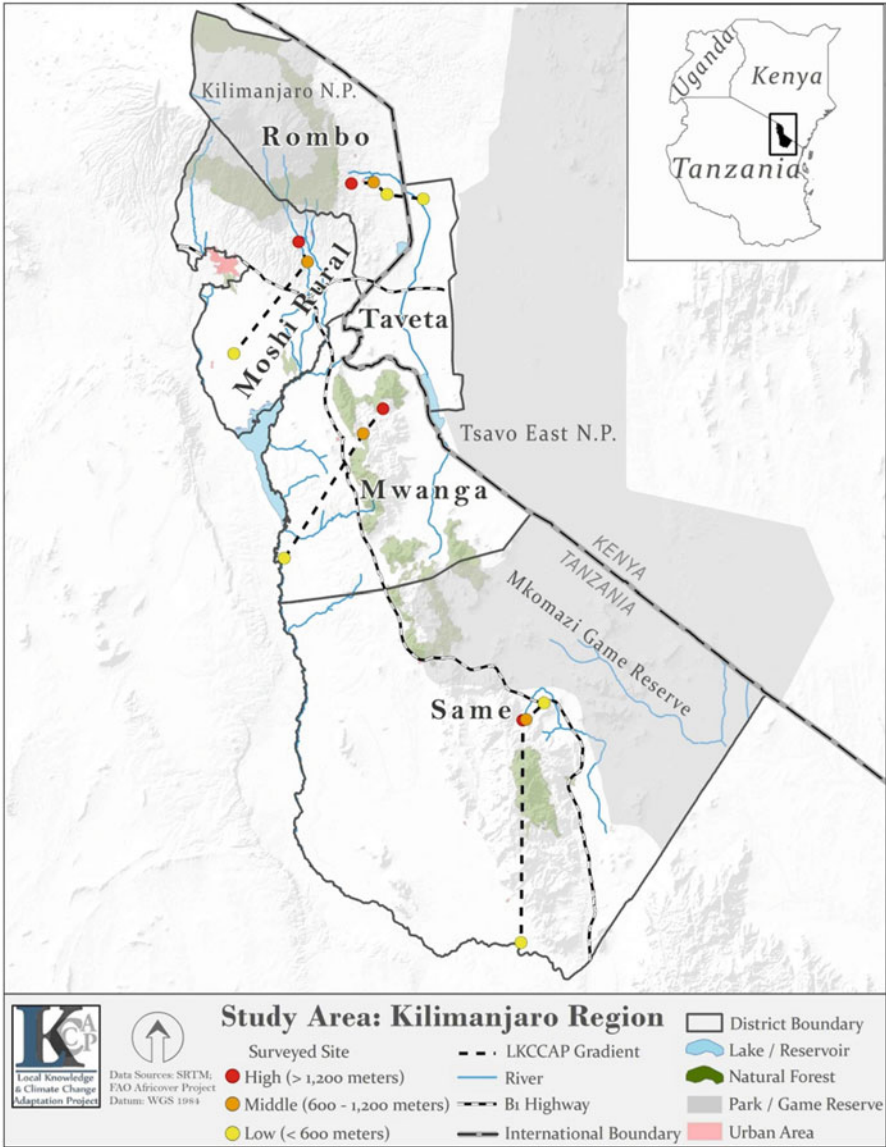 Kilimanjaro N.P.
Rombo
Moshi Rural
Taveta
Tsavo East N.P.
Mwanga
KENYA
TANZANIA
Mkomazi Game Reserve
Same
Uganda
Kenya
Tanzania
LKCCAP
Local Knowledge
& Climate Change
Adaptation Project
Data Sources: SRTM;
FAO Africover Project
Datum: WGS 1984
Study Area: Kilimanjaro Region
Surveyed Site
High (> 1,200 meters)
Middle (600 - 1,200 meters)
Low (< 600 meters)
LKCCAP Gradient
River
B1 Highway
International Boundary
District Boundary
Lake / Reservoir
Natural Forest
Park / Game Reserve
Urban Area